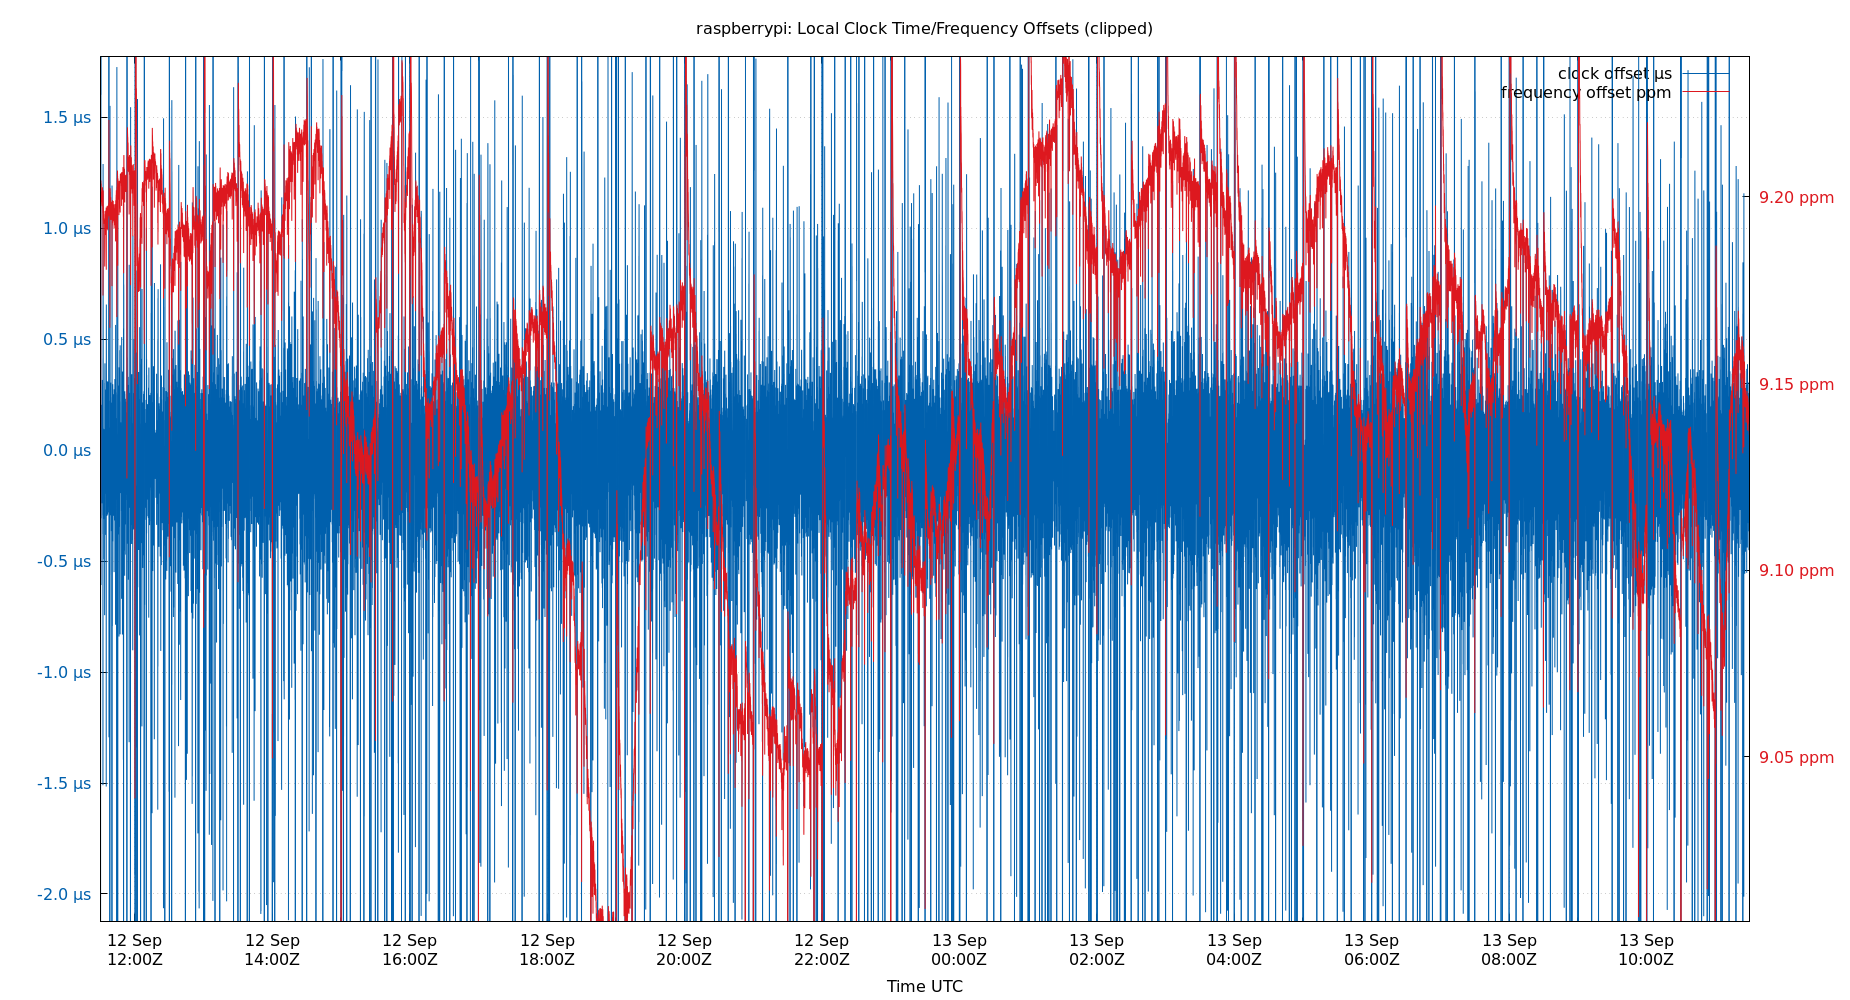 raspberrypi: Local Clock Time/Frequency Offsets (clipped)
clock offset µs
frequency offset ppm
1.5 µs
1.0 µs
0.5 µs
0.0 µs
-0.5 µs
-1.0 µs
-1.5 µs
-2.0 µs
9.20 ppm
9.15 ppm
9.10 ppm
9.05 ppm
12 Sep 12 Sep 12 Sep 12 Sep 12 Sep 12 Sep 13 Sep 13 Sep 13 Sep 13 Sep 13 Sep 13 Sep
12:00Z 14:00Z 16:00Z 18:00Z 20:00Z 22:00Z 00:00Z 02:00Z 04:00Z 06:00Z 08:00Z 10:00Z
Time UTC